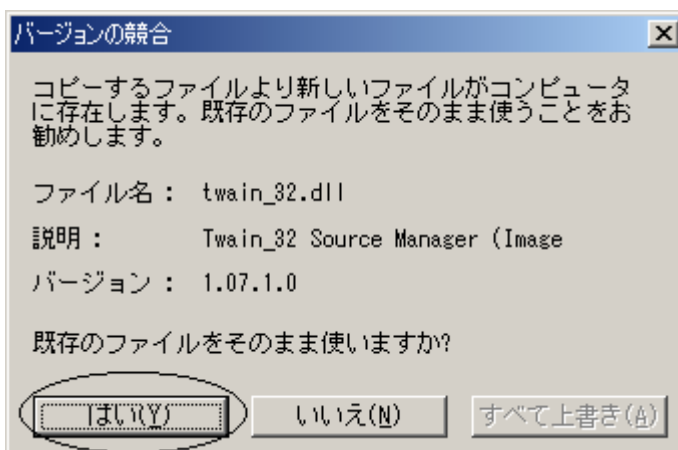 バージョンの競合
コピーするファイルより新しいファイルがコンピュータ
に存在します。既存のファイルをそのまま使うことをお
勧めします。
ファイル名： twain_32.dll
説明： Twain_32 Source Manager (Image
バージョン： 1.07.1.0
既存のファイルをそのまま使いますか?
はい(Y) いいえ(N) すべて上書き(A)